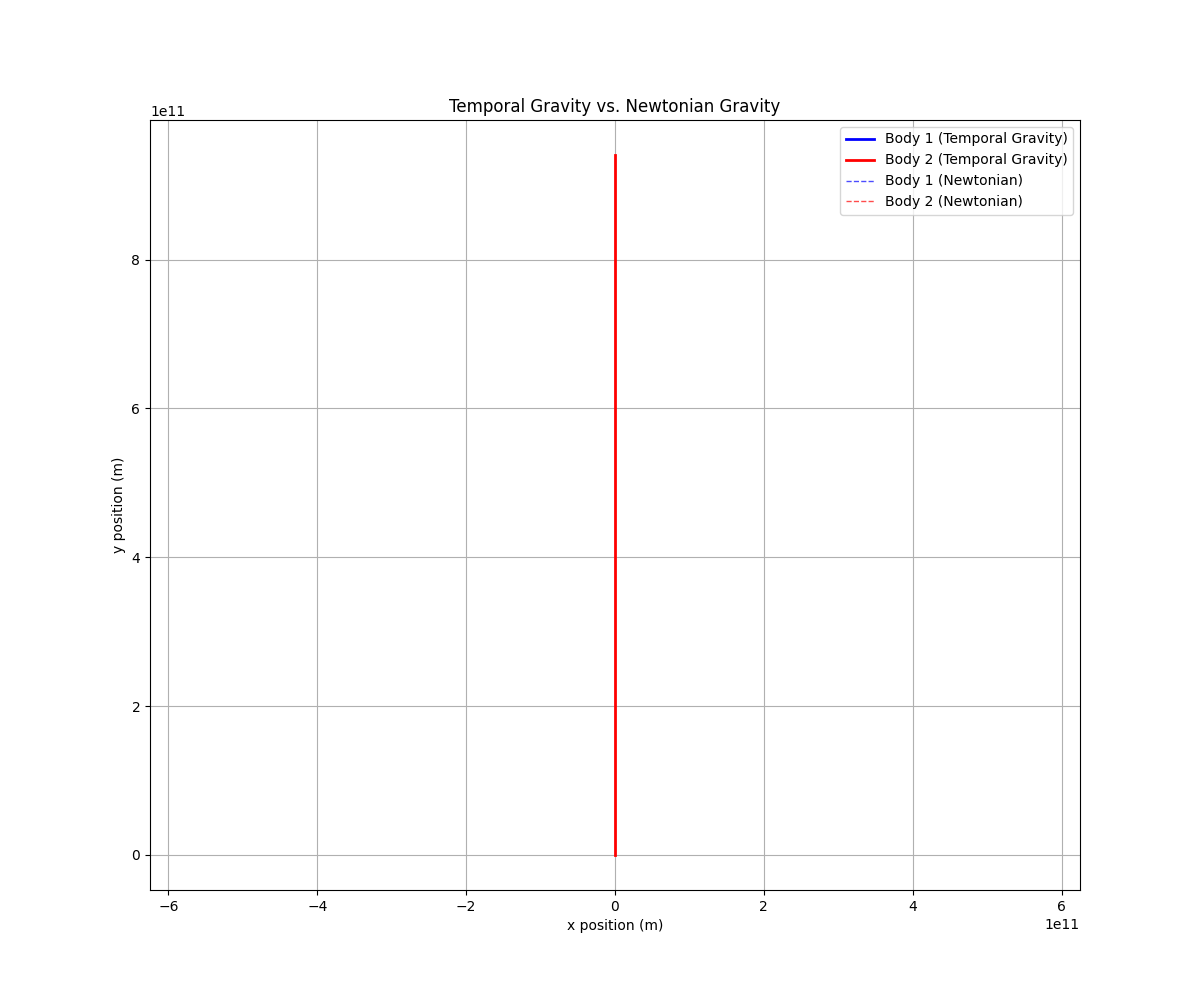 Temporal Gravity vs. Newtonian Gravity
1e11
Body 1 (Temporal Gravity)
Body 2 (Temporal Gravity)
Body 1 (Newtonian)
Body 2 (Newtonian)
8
6
4
2
0
y position (m)
−6 −4 −2 0 2 4 6
x position (m)
1e11